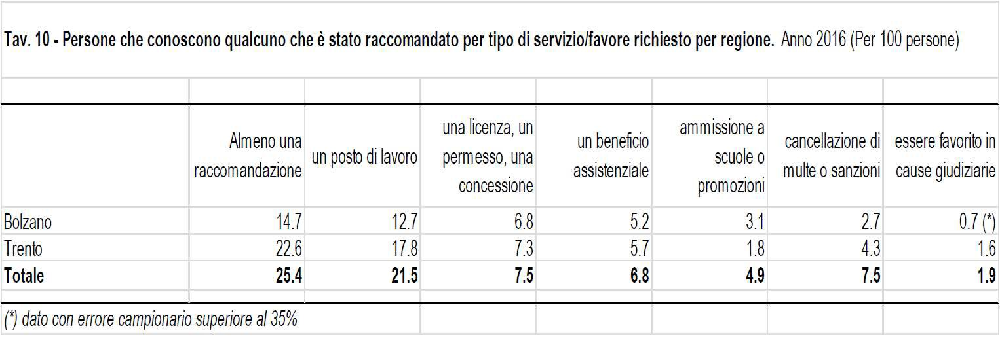 Tav. 10 - Persone che conoscono qualcuno che è stato raccomandato per tipo di servizio/favore richiesto per regione. Anno 2016 (Per 100 persone)
Almeno una raccomandazione un posto di lavoro una licenza, un permesso, una concessione un beneficio assistenziale ammissione a scuole o promozioni cancellazione di multe o sanzioni essere favorito in cause giudiziarie
Bolzano 14.7 12.7 6.8 5.2 3.1 2.7 0.7 (*)
Trento 22.6 17.8 7.3 5.7 1.8 4.3 1.6
Totale 25.4 21.5 7.5 6.8 4.9 7.5 1.9
(*) dato con errore campionario superiore al 35%